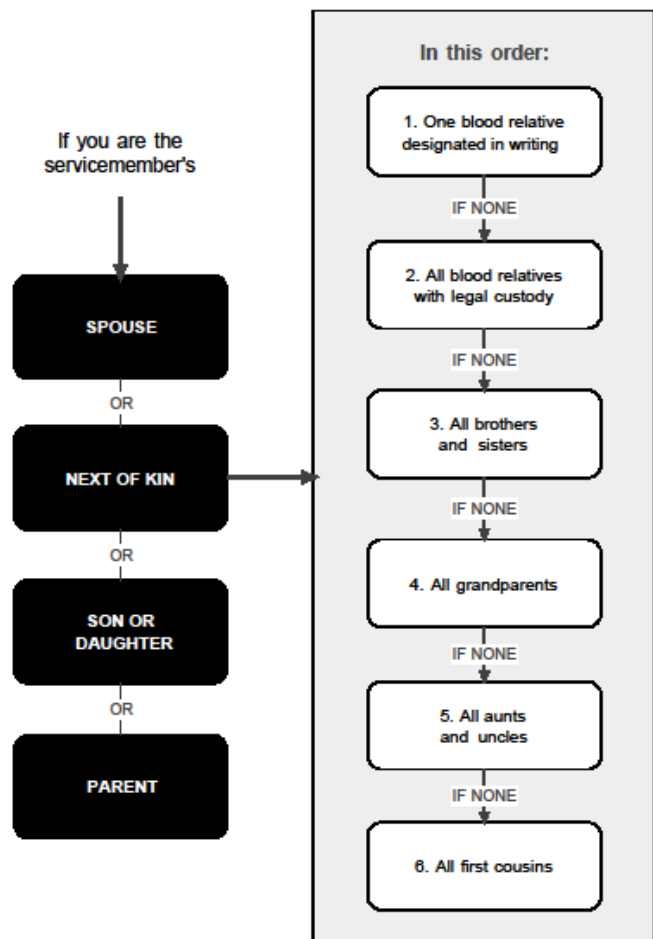 If you are the
servicemember's
SPOUSE
OR
NEXT OF KIN
OR
SON OR
DAUGHTER
OR
PARENT
In this order:
1. One blood relative
designated in writing
IF NONE
2. All blood relatives
with legal custody
IF NONE
3. All brothers
and sisters
IF NONE
4. All grandparents
IF NONE
5. All aunts
and uncles
IF NONE
6. All first cousins